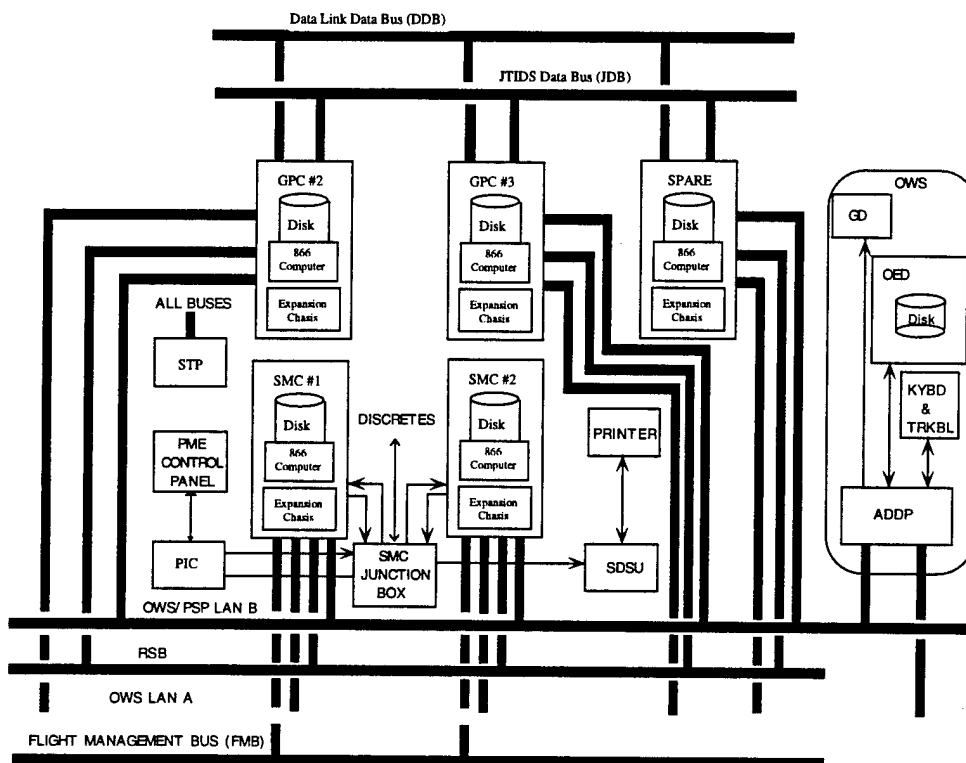 Data Link Data Bus (DDB)
JTIDS Data Bus (JDB)
GPC #2
Disk
866
Computer
Expansion
Chasis
GPC #3
Disk
866
Computer
Expansion
Chasis
SPARE
Disk
866
Computer
Expansion
Chasis
OWS
GD
OED
Disk
KYBD
&
TRKBL
ADDP
ALL BUSES
STP
SMC #1
Disk
866
Computer
Expansion
Chasis
DISCRETES
SMC #2
Disk
866
Computer
Expansion
Chasis
PRINTER
PME
CONTROL
PANEL
PIC
SMC
JUNCTION
BOX
SDSU
OWS/PSP LAN B
RSB
OWS LAN A
FLIGHT MANAGEMENT BUS (FMB)